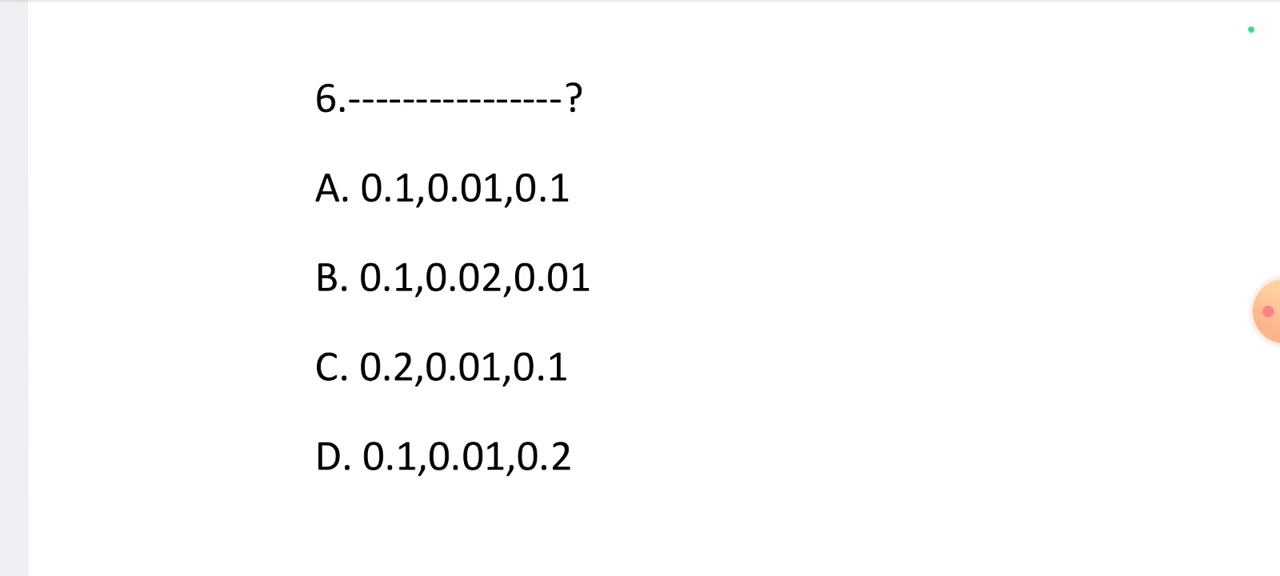 6.----------------?
A. 0.1,0.01,0.1
B. 0.1,0.02,0.01
C. 0.2,0.01,0.1
D. 0.1,0.01,0.2